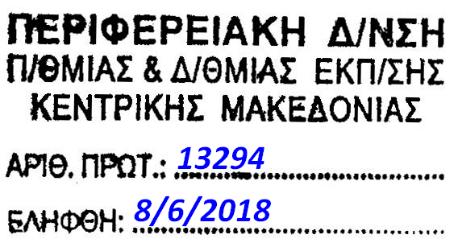 ΠΕΡΙΦΕΡΕΙΑΚΗ Δ/ΝΣΗ
Π/ΘΜΙΑΣ & Δ/ΘΜΙΑΣ ΕΚΠ/ΣΗΣ
ΚΕΝΤΡΙΚΗΣ ΜΑΚΕΔΟΝΙΑΣ
ΑΡΙΘ. ΠΡΩΤ.: 13294
ΕΛΗΦΘΗ: 8/6/2018